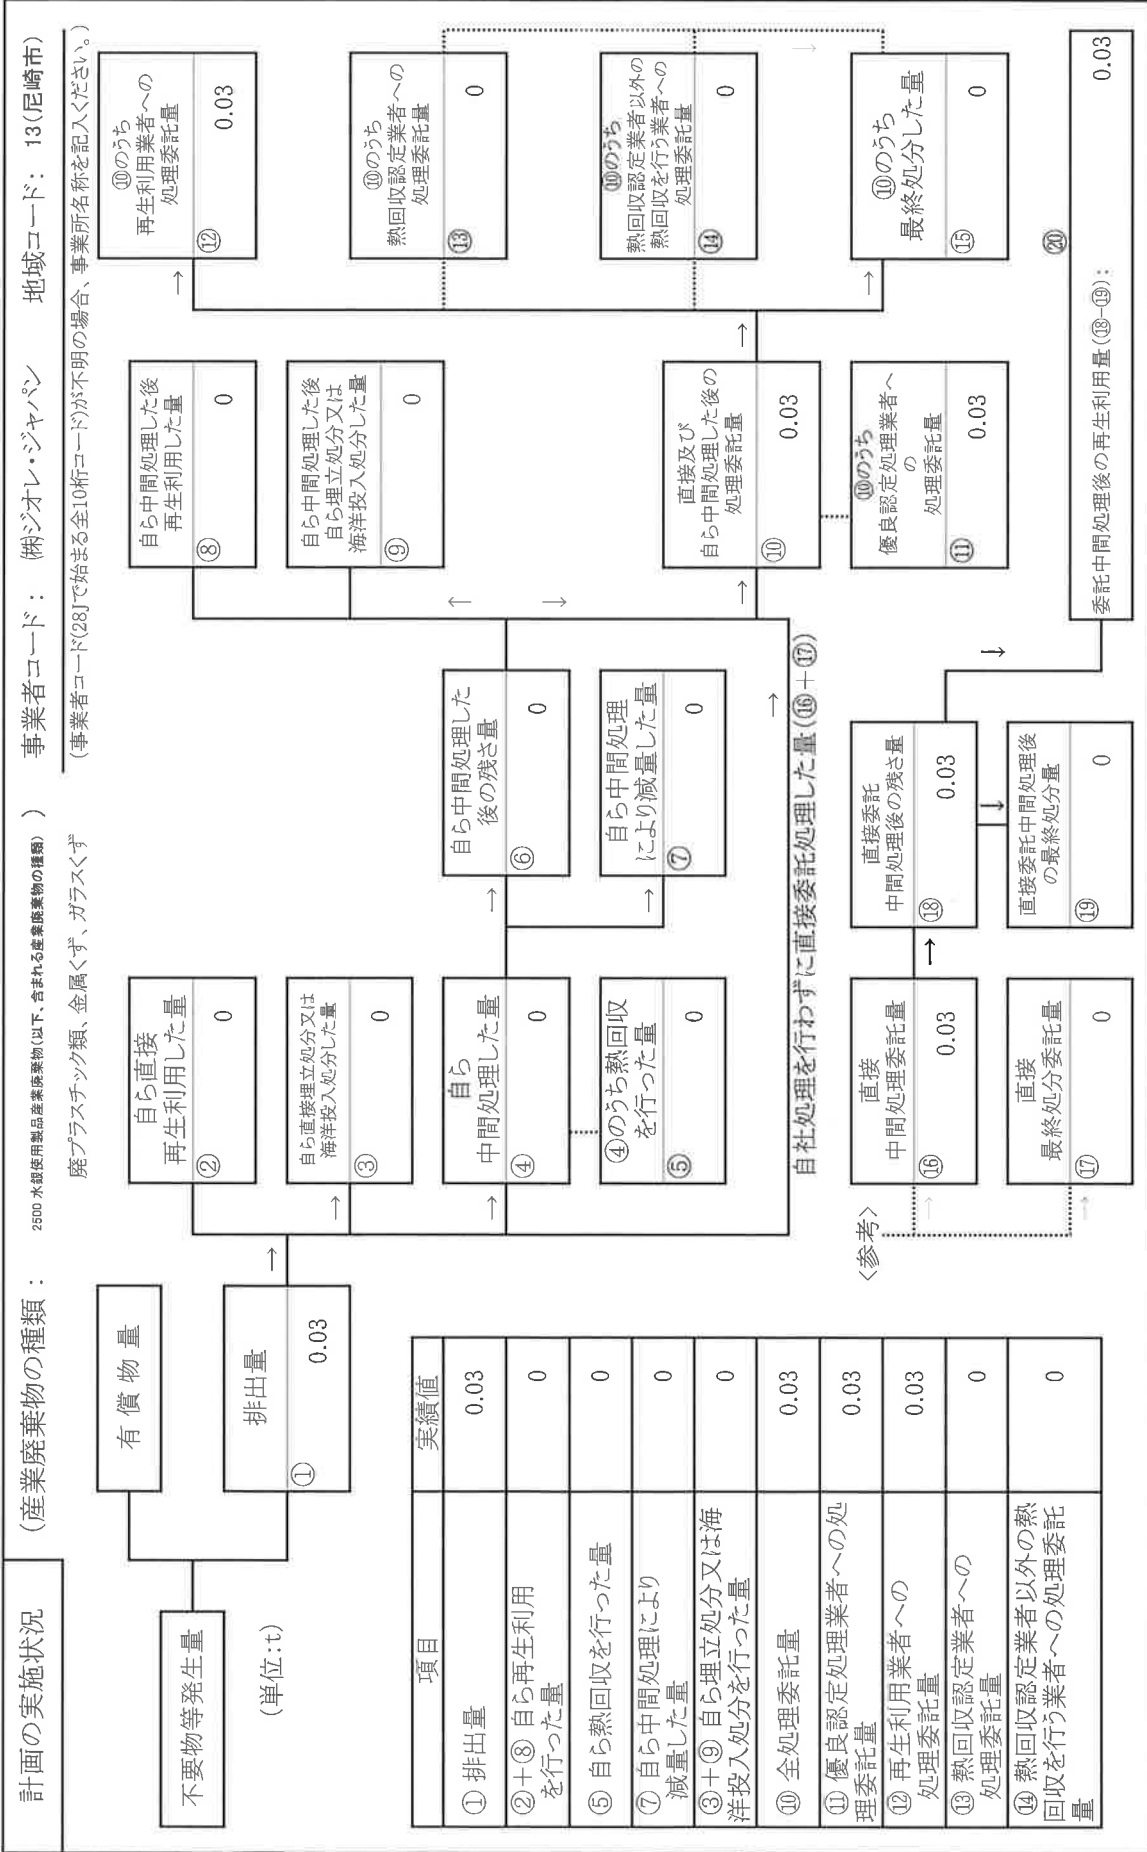 計画の実施状況
(産業廃棄物の種類:
2500 水銀使用製品産業廃棄物(以下、含まれる産業廃棄物の種類)
)
廃プラスチック類、金属くず、ガラスくず
事業者コード: (株)ジオレ・ジャパン
地域コード: 13(尼崎市)
(事業者コード(28Jで始まる全10桁コード)が不明の場合、事業所名称を記入ください。)
不要物等発生量
(単位:t)
有償物量
排出量
①
0.03
→
自ら直接
再生利用した量
②
0
→
自ら直接埋立処分又は
海洋投入処分した量
③
0
→
自ら
中間処理した量
④
0
④のうち熱回収
を行った量
⑤
0
→
自ら中間処理した
後の残さ量
⑥
0
→
自ら中間処理
により減量した量
⑦
0
自ら中間処理した後
再生利用した量
⑧
0
自ら中間処理した後
自ら埋立処分又は
海洋投入処分した量
⑨
0
↑
↓
→
直接及び
自ら中間処理した後の
処理委託量
⑩
0.03
⑩のうち
優良認定処理業者へ
の
処理委託量
⑪
0.03
→
→
⑩のうち
再生利用業者への
処理委託量
⑫
0.03
⑩のうち
熱回収認定業者への
処理委託量
⑬
0
⑩のうち
熱回収認定業者以外の
熱回収を行う業者への
処理委託量
⑭
0
↓
→
⑩のうち
最終処分した量
⑮
0
→
自社処理を行わずに直接委託処理した量(⑯+⑰)
<参考>
→
直接
中間処理委託量
⑯
0.03
→
直接
最終処分委託量
⑰
0
→
直接委託
中間処理後の残さ量
⑱
0.03
↓
直接委託中間処理後
の最終処分量
⑲
0
↓
⑳
委託中間処理後の再生利用量(⑱-⑲):
0.03
項目 実績値
①排出量 0.03
②+⑧ 自ら再生利用
を行った量 0
⑤ 自ら熱回収を行った量 0
⑦ 自ら中間処理により
減量した量 0
③+⑨ 自ら埋立処分又は海
洋投入処分を行った量 0
⑩ 全処理委託量 0.03
⑪ 優良認定処理業者への処
理委託量 0.03
⑫ 再生利用業者への
処理委託量 0.03
⑬ 熱回収認定業者への
処理委託量 0
⑭ 熱回収認定業者以外の熱
回収を行う業者への処理委託
量 0